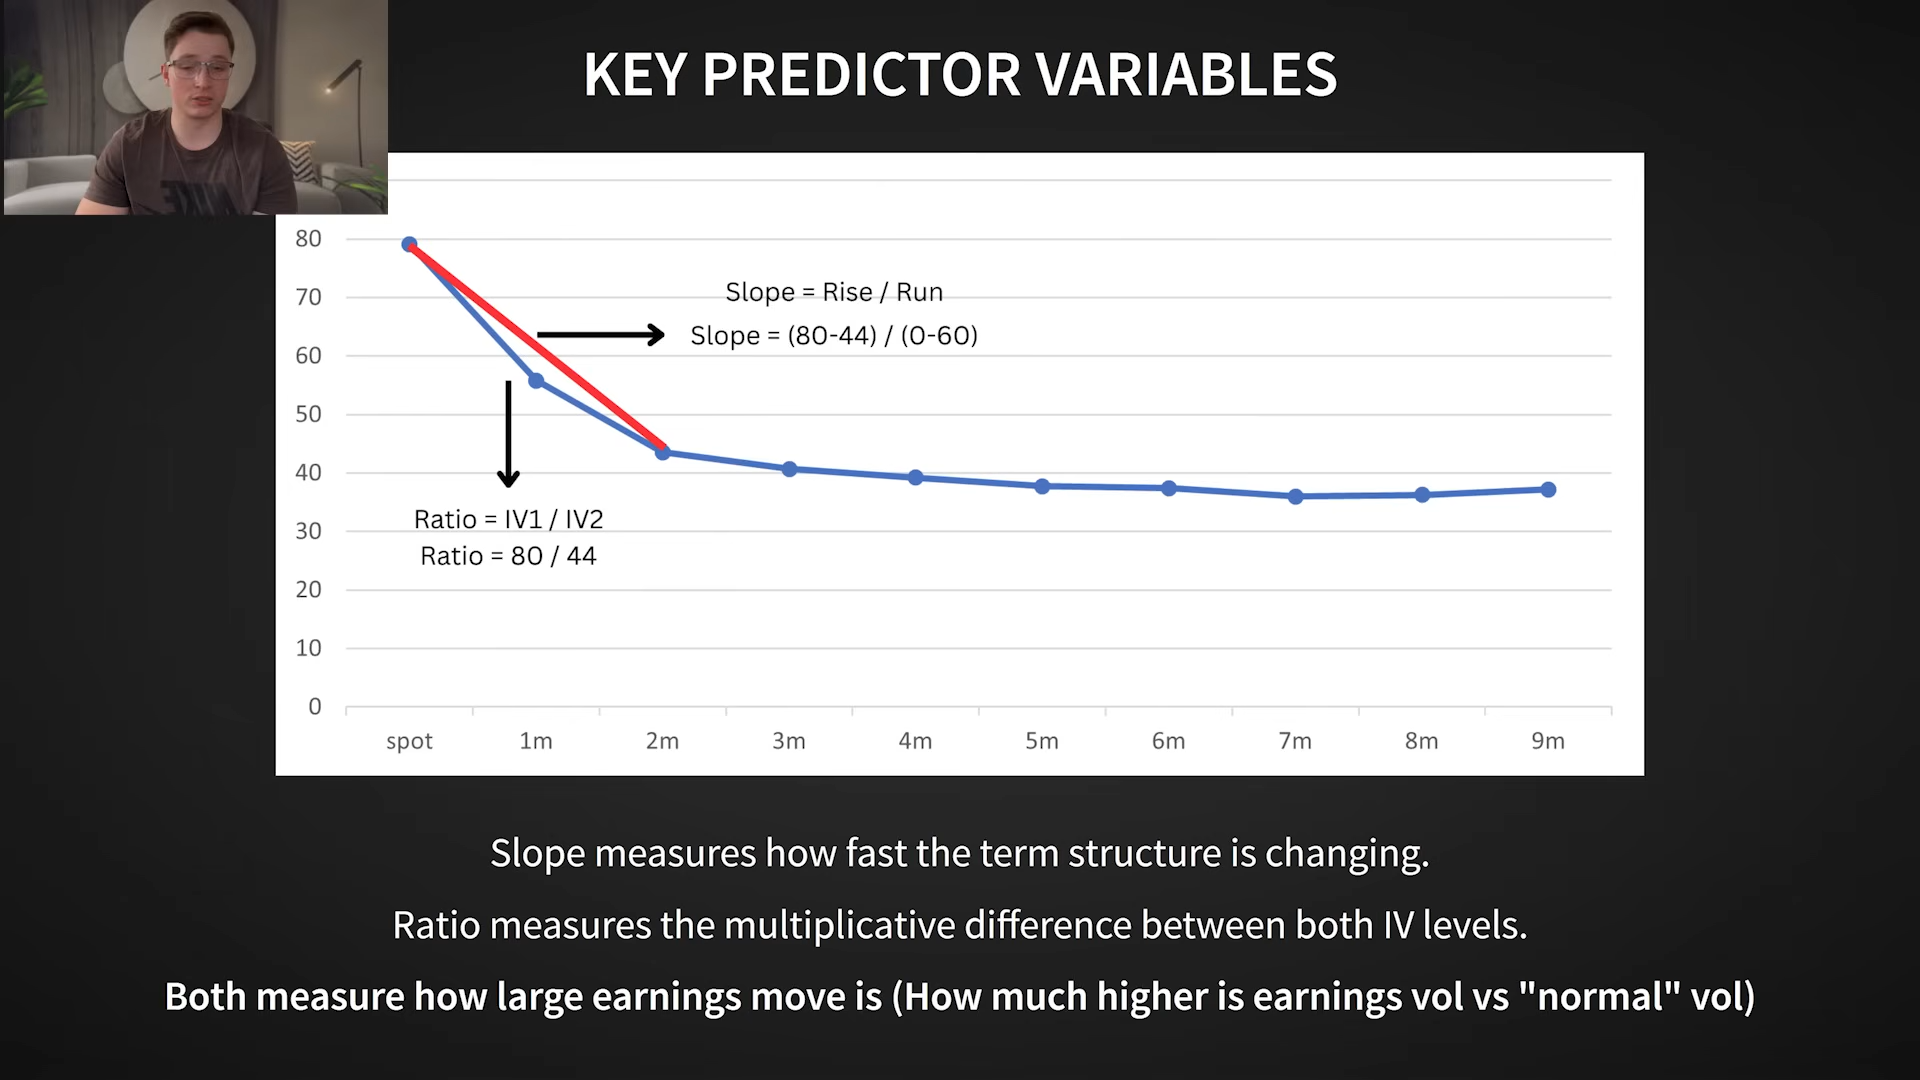 KEY PREDICTOR VARIABLES
80
70
60
50
40
30
20
10
0
Slope = Rise / Run
Slope = (80-44) / (0-60)
Ratio = IV1 / IV2
Ratio = 80 / 44
spot 1m 2m 3m 4m 5m 6m 7m 8m 9m
Slope measures how fast the term structure is changing.
Ratio measures the multiplicative difference between both IV levels.
Both measure how large earnings move is (How much higher is earnings vol vs "normal" vol)